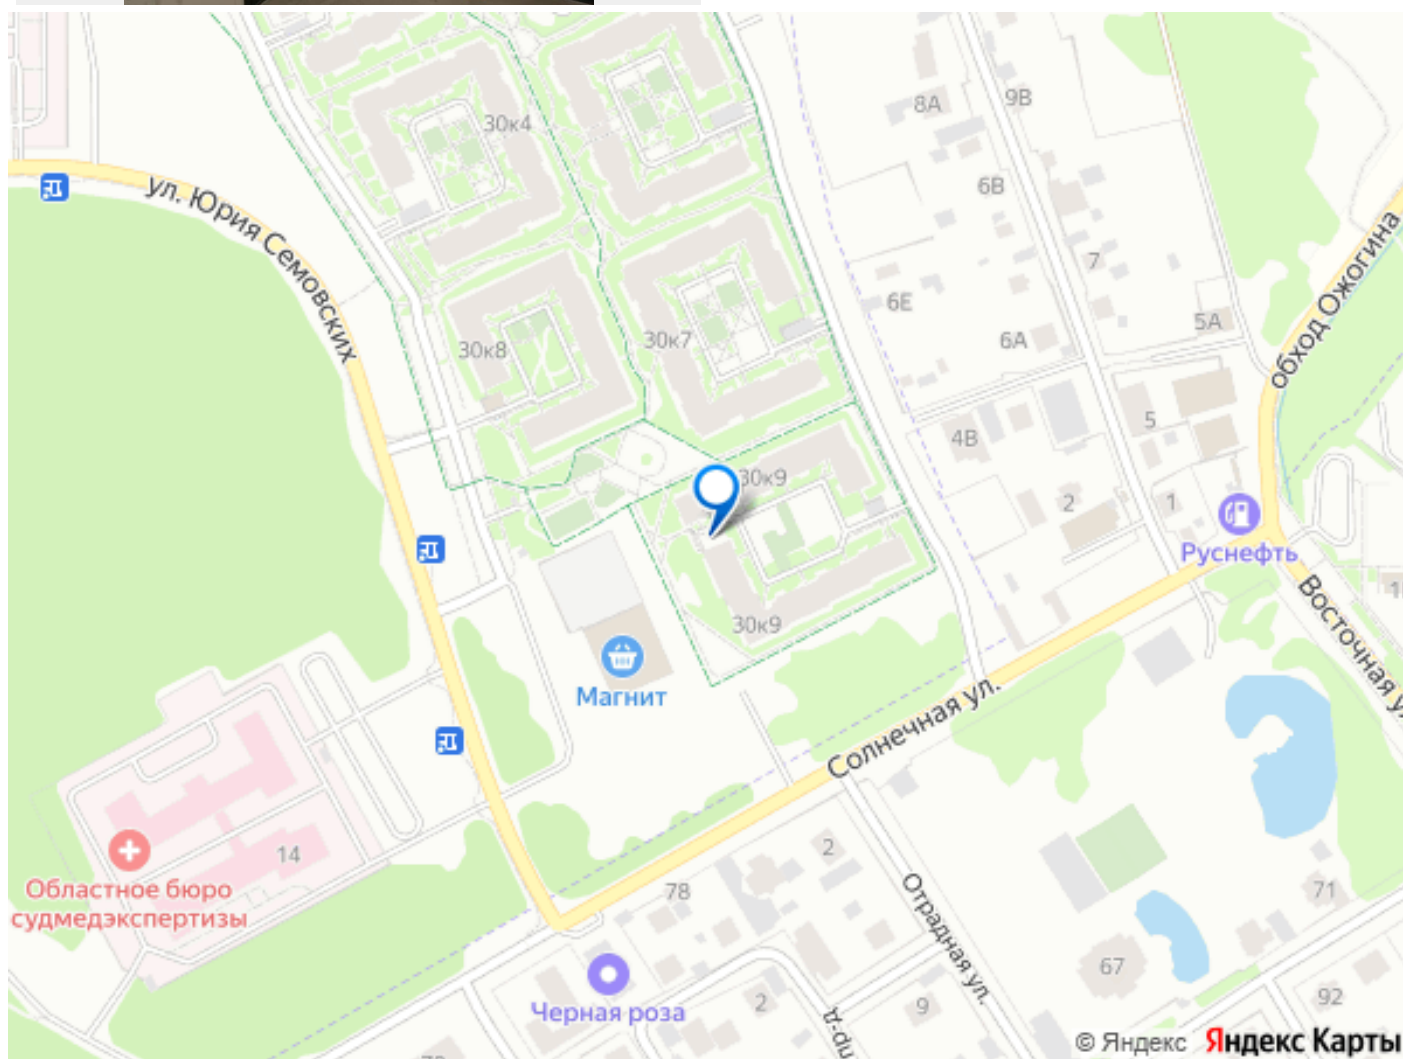 8А
9В
30к4
6В
ул. Юрия Семовских
7
обход Ожогина
6Е
5А
30к8
30к7
6А
5
4В
30к9
2
1
Руснефть
Восточная
30к9
Магнит
Солнечная ул.
14
Областное бюро
судмедэкспертизы
78
2
71
Отрадная ул.
67
Черная роза
2
9
92
© Яндекс Яндекс Карты